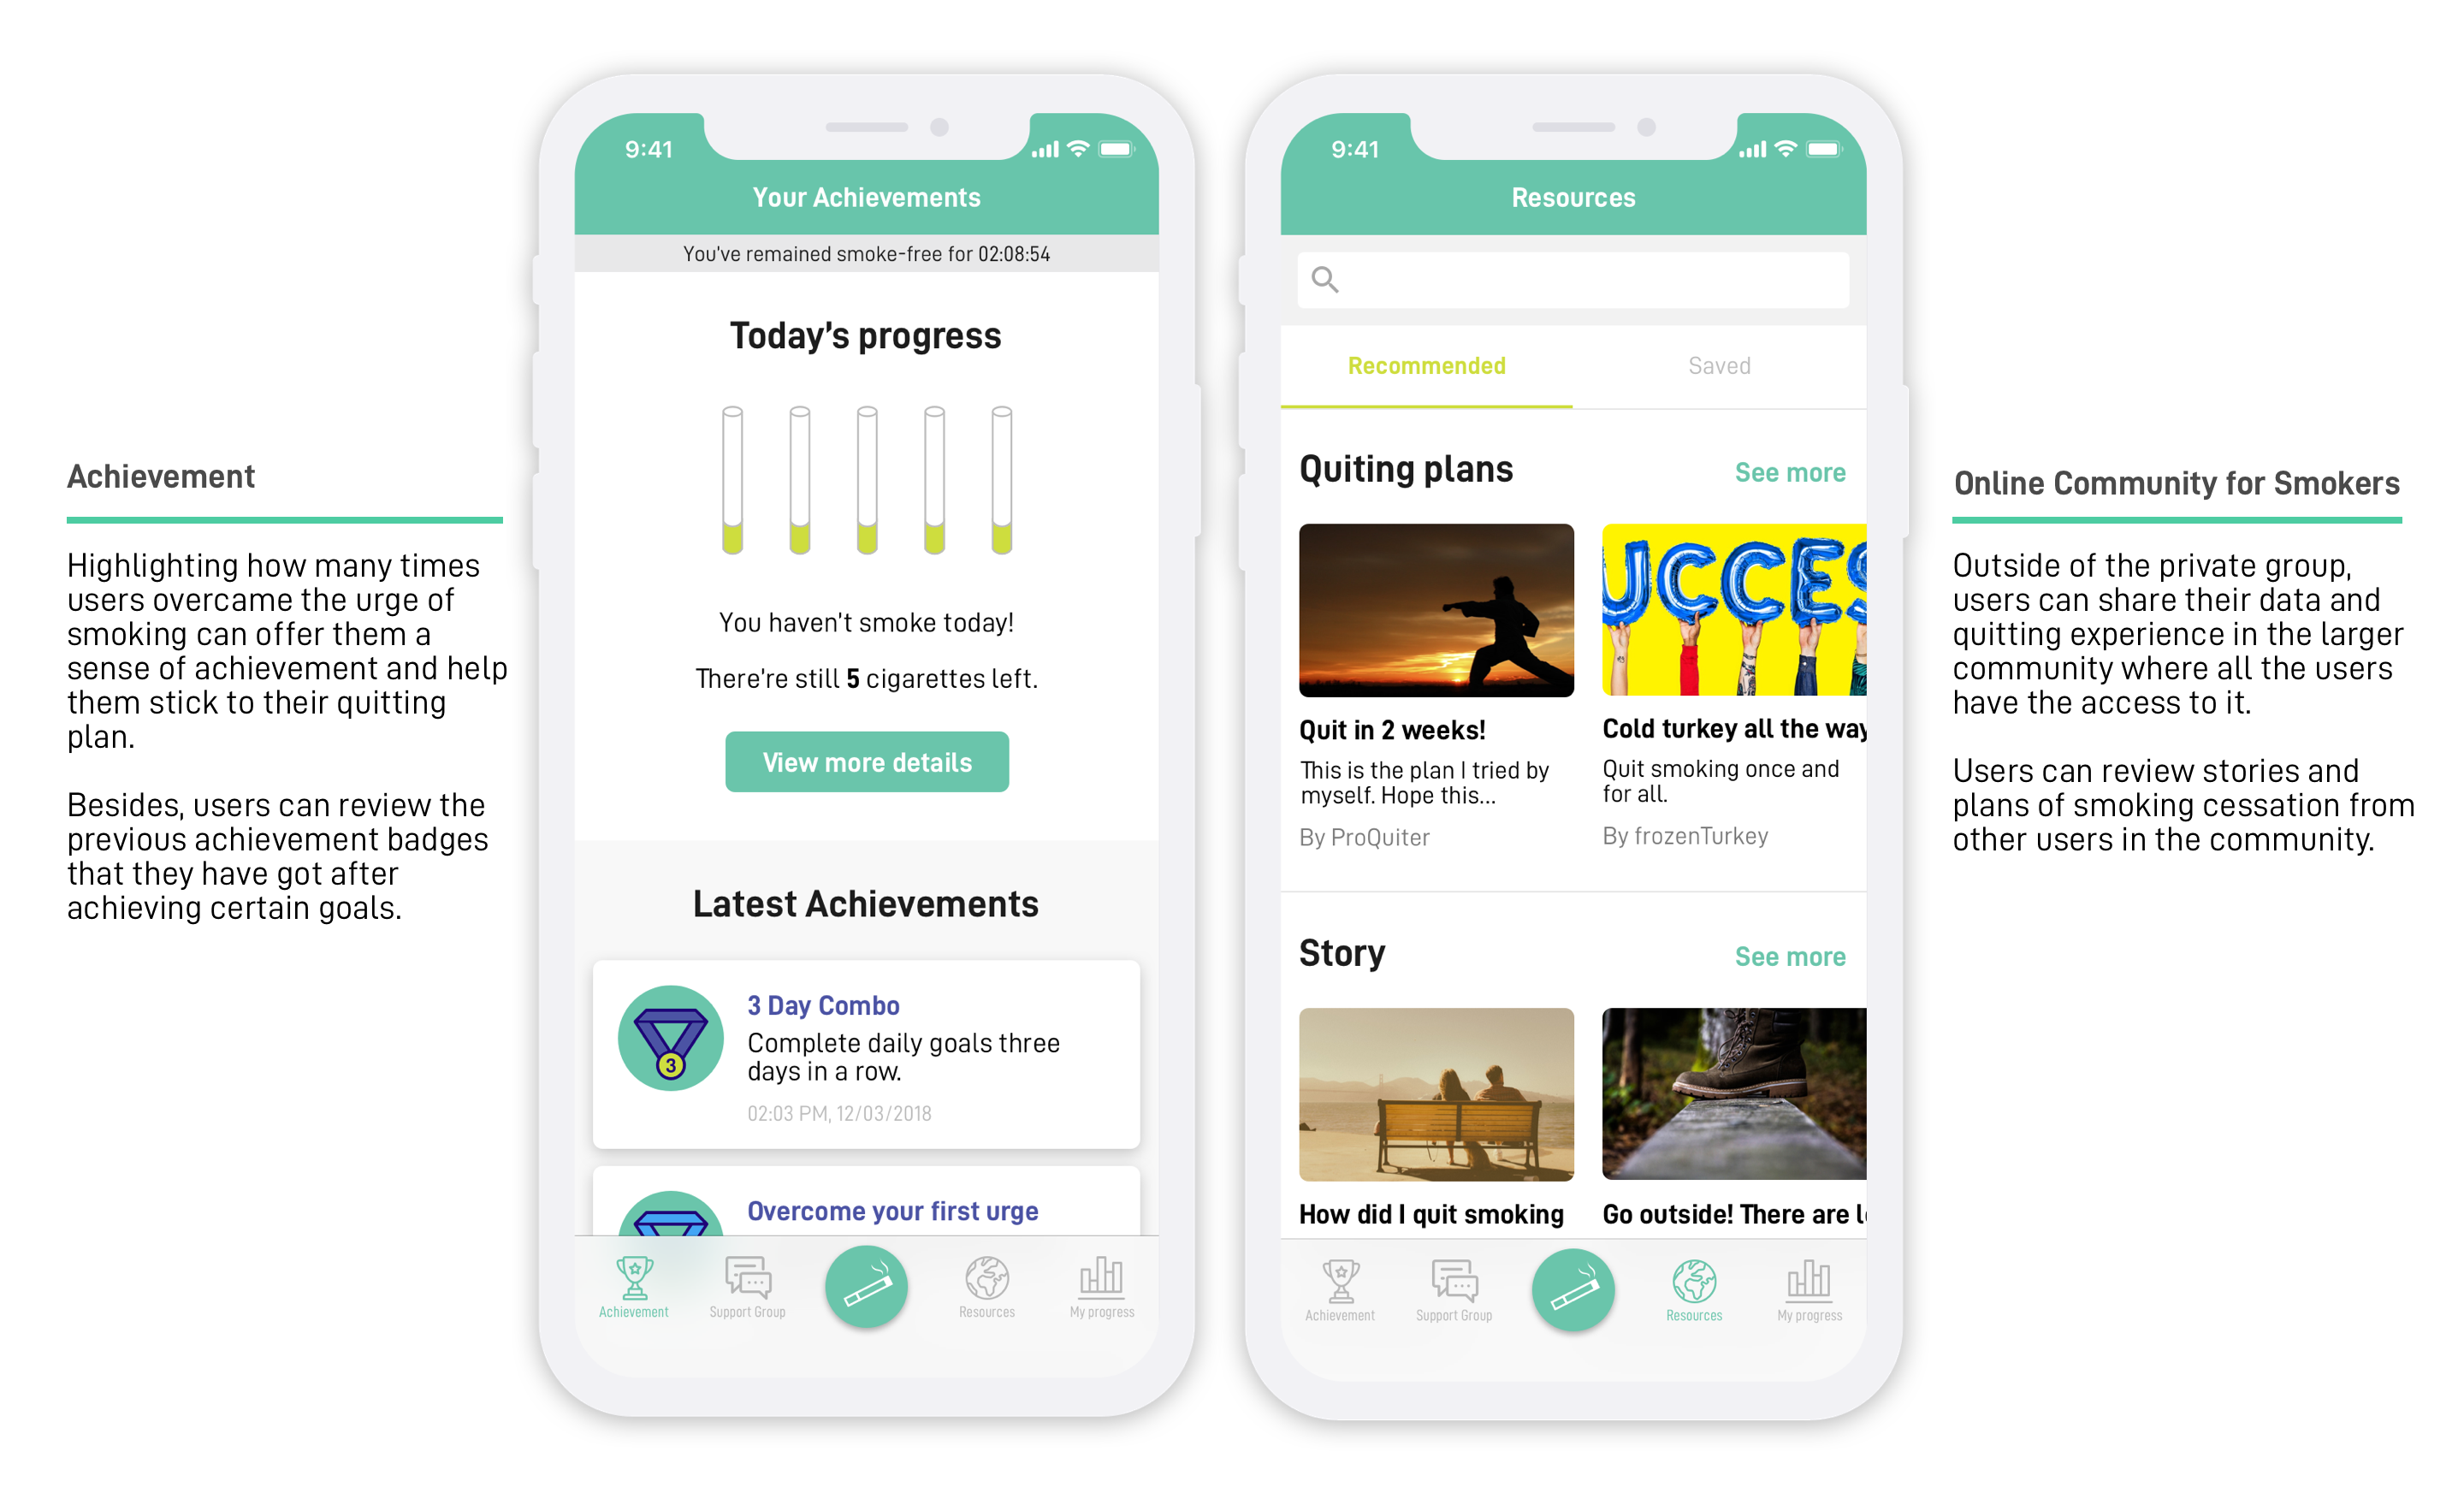 Achievement
Highlighting how many times
users overcame the urge of
smoking can offer them a
sense of achievement and help
them stick to their quitting
plan.
Besides, users can review the
previous achievement badges
that they have got after
achieving certain goals.
9:41
Your Achievements
You've remained smoke-free for 02:08:54
Today's progress
You haven't smoke today!
There're still 5 cigarettes left.
View more details
Latest Achievements
3 Day Combo
Complete daily goals three
days in a row.
02:03 PM, 12/03/2018
3
Overcome your first urge
Achievement
Support Group
Resources
My progress
9:41
Resources
Recommended
Saved
Quiting plans
See more
UCCES
Quit in 2 weeks!
This is the plan I tried by
myself. Hope this...
By ProQuiter
Cold turkey all the way
Quit smoking once and
for all.
By frozenTurkey
Story
See more
How did I quit smoking
Go outside! There are l
Achievement
Support Group
Resources
My progress
Online Community for Smokers
Outside of the private group,
users can share their data and
quitting experience in the larger
community where all the users
have the access to it.
Users can review stories and
plans of smoking cessation from
other users in the community.